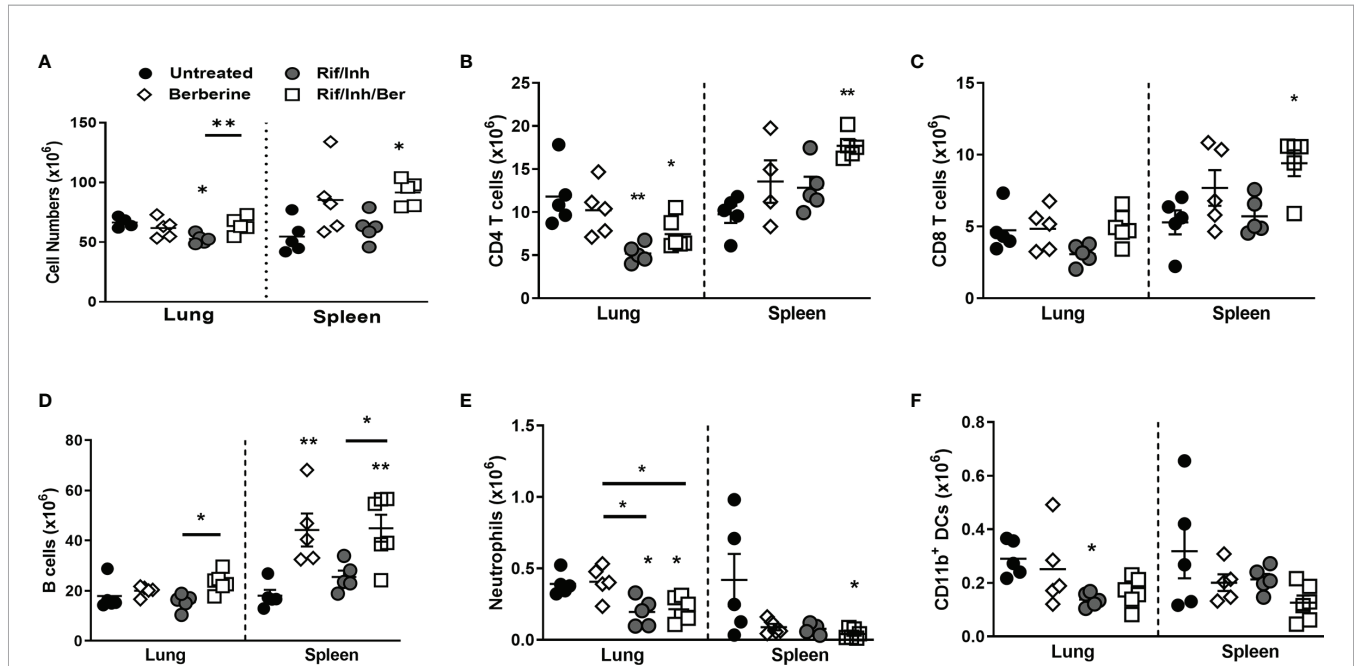 A
Untreated
Rif/Inh
Berberine
Rif/Inh/Ber
Cell Numbers (x10⁶)
150
100
50
0
**
*
*
Lung
Spleen
B
CD4 T cells (x10⁶)
25
20
15
10
5
0
**
*
**
Lung
Spleen
C
CD8 T cells (x10⁶)
15
10
5
0
*
Lung
Spleen
D
B cells (x10⁶)
80
60
40
20
0
*
**
*
**
Lung
Spleen
E
Neutrophils (x10⁶)
1.5
1.0
0.5
0.0
*
*
*
*
*
Lung
Spleen
F
CD11b⁺ DCs (x10⁶)
0.8
0.6
0.4
0.2
0.0
*
Lung
Spleen